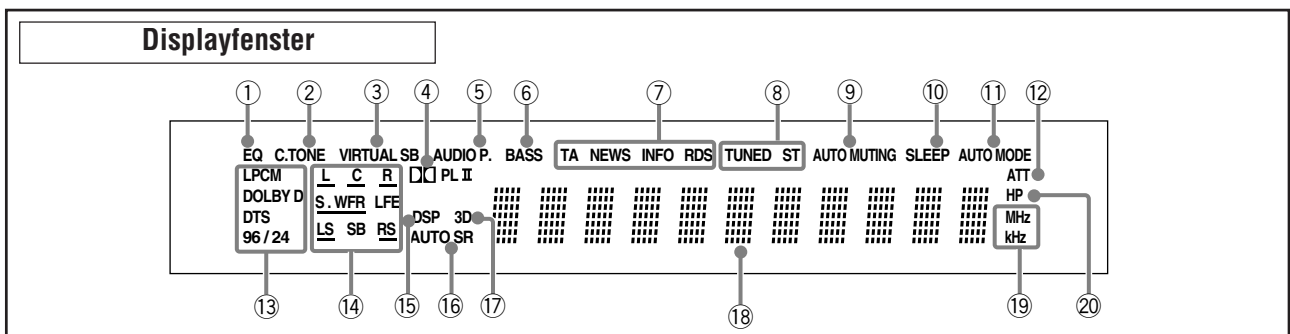 Displayfenster
① ② ③ ④ ⑤ ⑥ ⑦ ⑧ ⑨ ⑩ ⑪ ⑫
EQ C.TONE VIRTUAL SB AUDIO P. BASS TA NEWS INFO RDS TUNED ST AUTO MUTING SLEEP AUTO MODE
LPCM L C R PL II ATT
DOLBY D S.WFR LFE HP
DTS DSP 3D MHz
96/24 LS SB RS AUTO SR kHz
⑬ ⑭ ⑮ ⑯ ⑰ ⑱ ⑲ ⑳